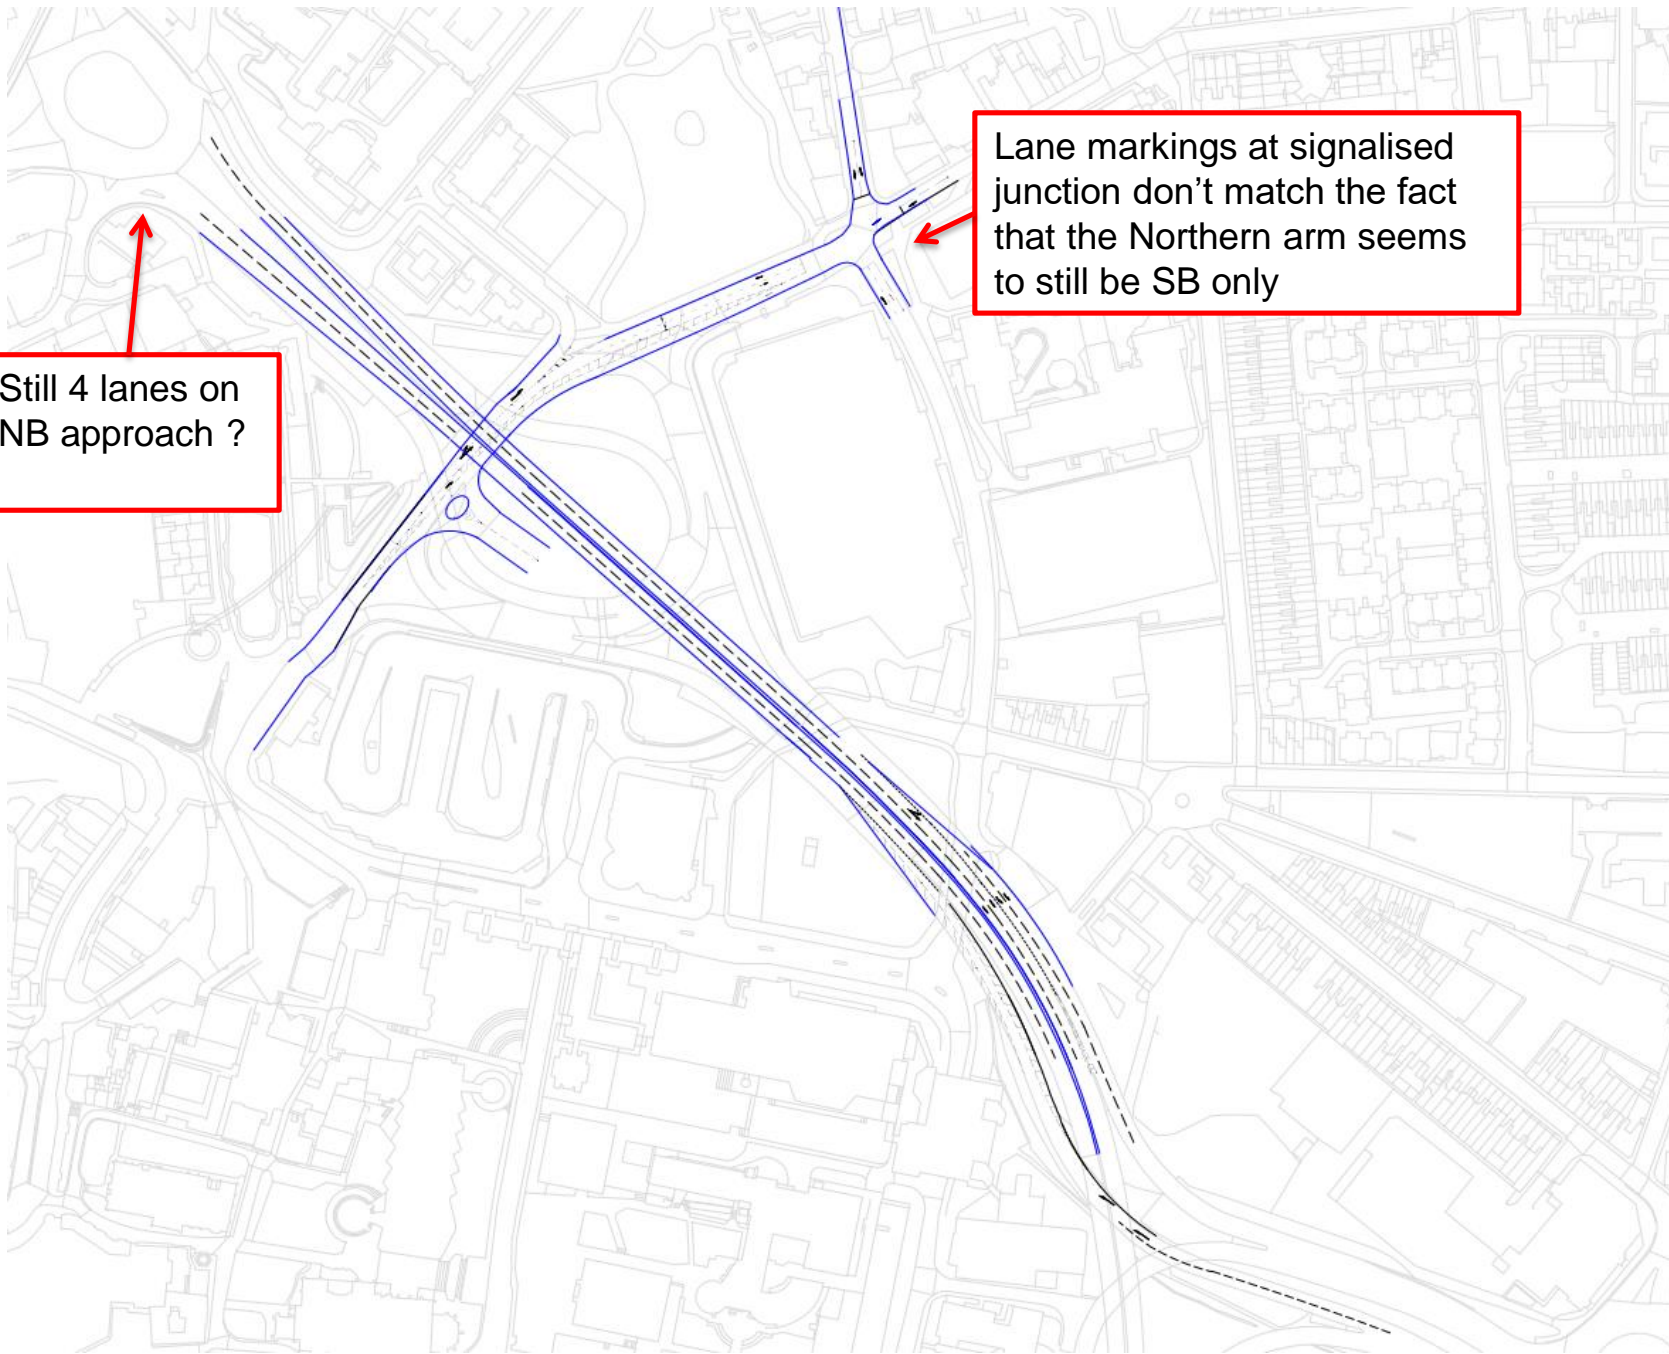 Lane markings at signalised
junction don’t match the fact
that the Northern arm seems
to still be SB only
Still 4 lanes on
NB approach ?